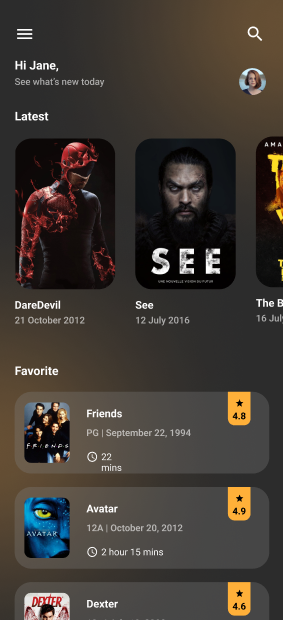 Hi Jane,
See what's new today
Latest
AMA
SEE
UNE NOUVELLE VISION DU FUTUR
DareDevil
21 October 2012
See
12 July 2016
The B
16 July
Favorite
FRIENDS
Friends
PG | September 22, 1994
22
mins
4.8
AVATAR
Avatar
12A | October 20, 2012
2 hour 15 mins
4.9
DEXTER
Dexter
4.6